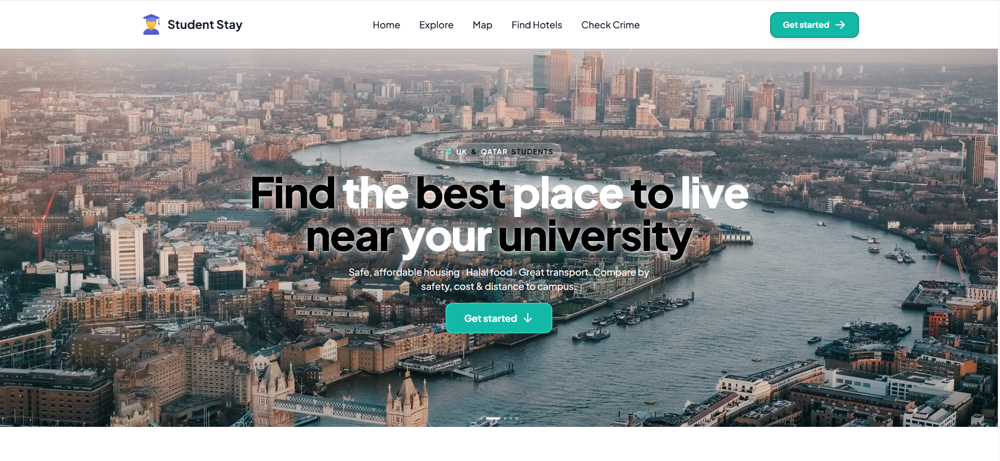 Student Stay
Home
Explore
Map
Find Hotels
Check Crime
Get started
UK & QATAR STUDENTS
Find the best place to live
near your university
Safe, affordable housing · Halal food · Great transport. Compare by
safety, cost & distance to campus.
Get started